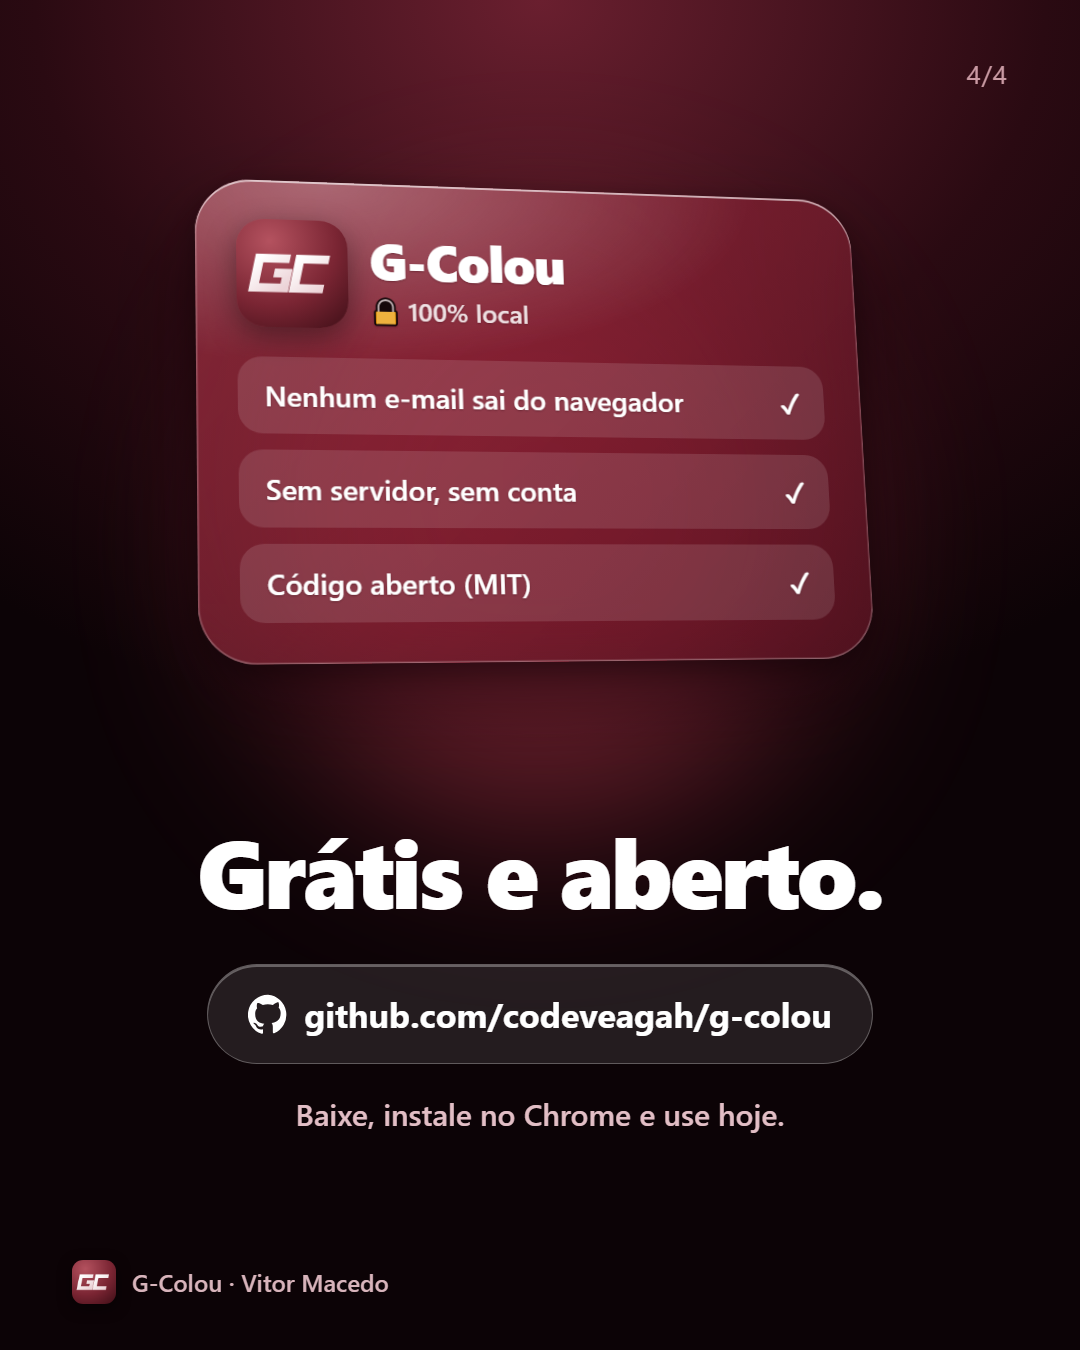 4/4
GC
G-Colou
🔒 100% local
Nenhum e-mail sai do navegador ✓
Sem servidor, sem conta ✓
Código aberto (MIT) ✓
Grátis e aberto.
github.com/codeveagah/g-colou
Baixe, instale no Chrome e use hoje.
GC G-Colou · Vitor Macedo